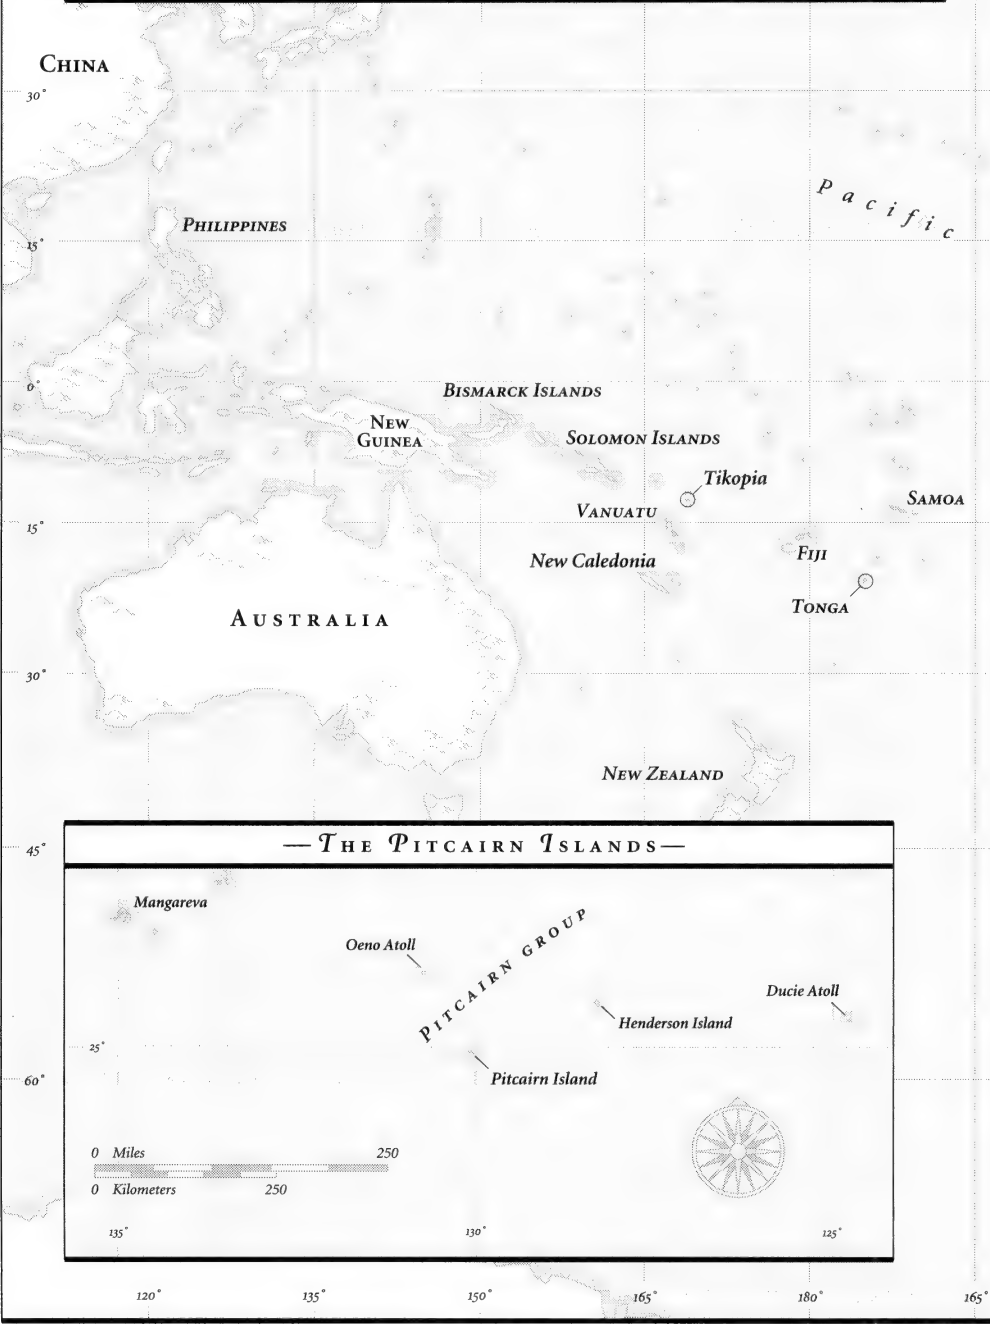 CHINA
30°
Pacific
PHILIPPINES
15°
0°
BISMARCK ISLANDS
NEW
GUINEA
SOLOMON ISLANDS
Tikopia
SAMOA
VANUATU
15°
FIJI
New Caledonia
TONGA
AUSTRALIA
30°
NEW ZEALAND
45°
—THE PITCAIRN ISLANDS—
Mangareva
PITCAIRN GROUP
Oeno Atoll
Ducie Atoll
Henderson Island
25°
Pitcairn Island
60°
0 Miles 250
0 Kilometers 250
135° 130° 125°
120° 135° 150° 165° 180° 165°